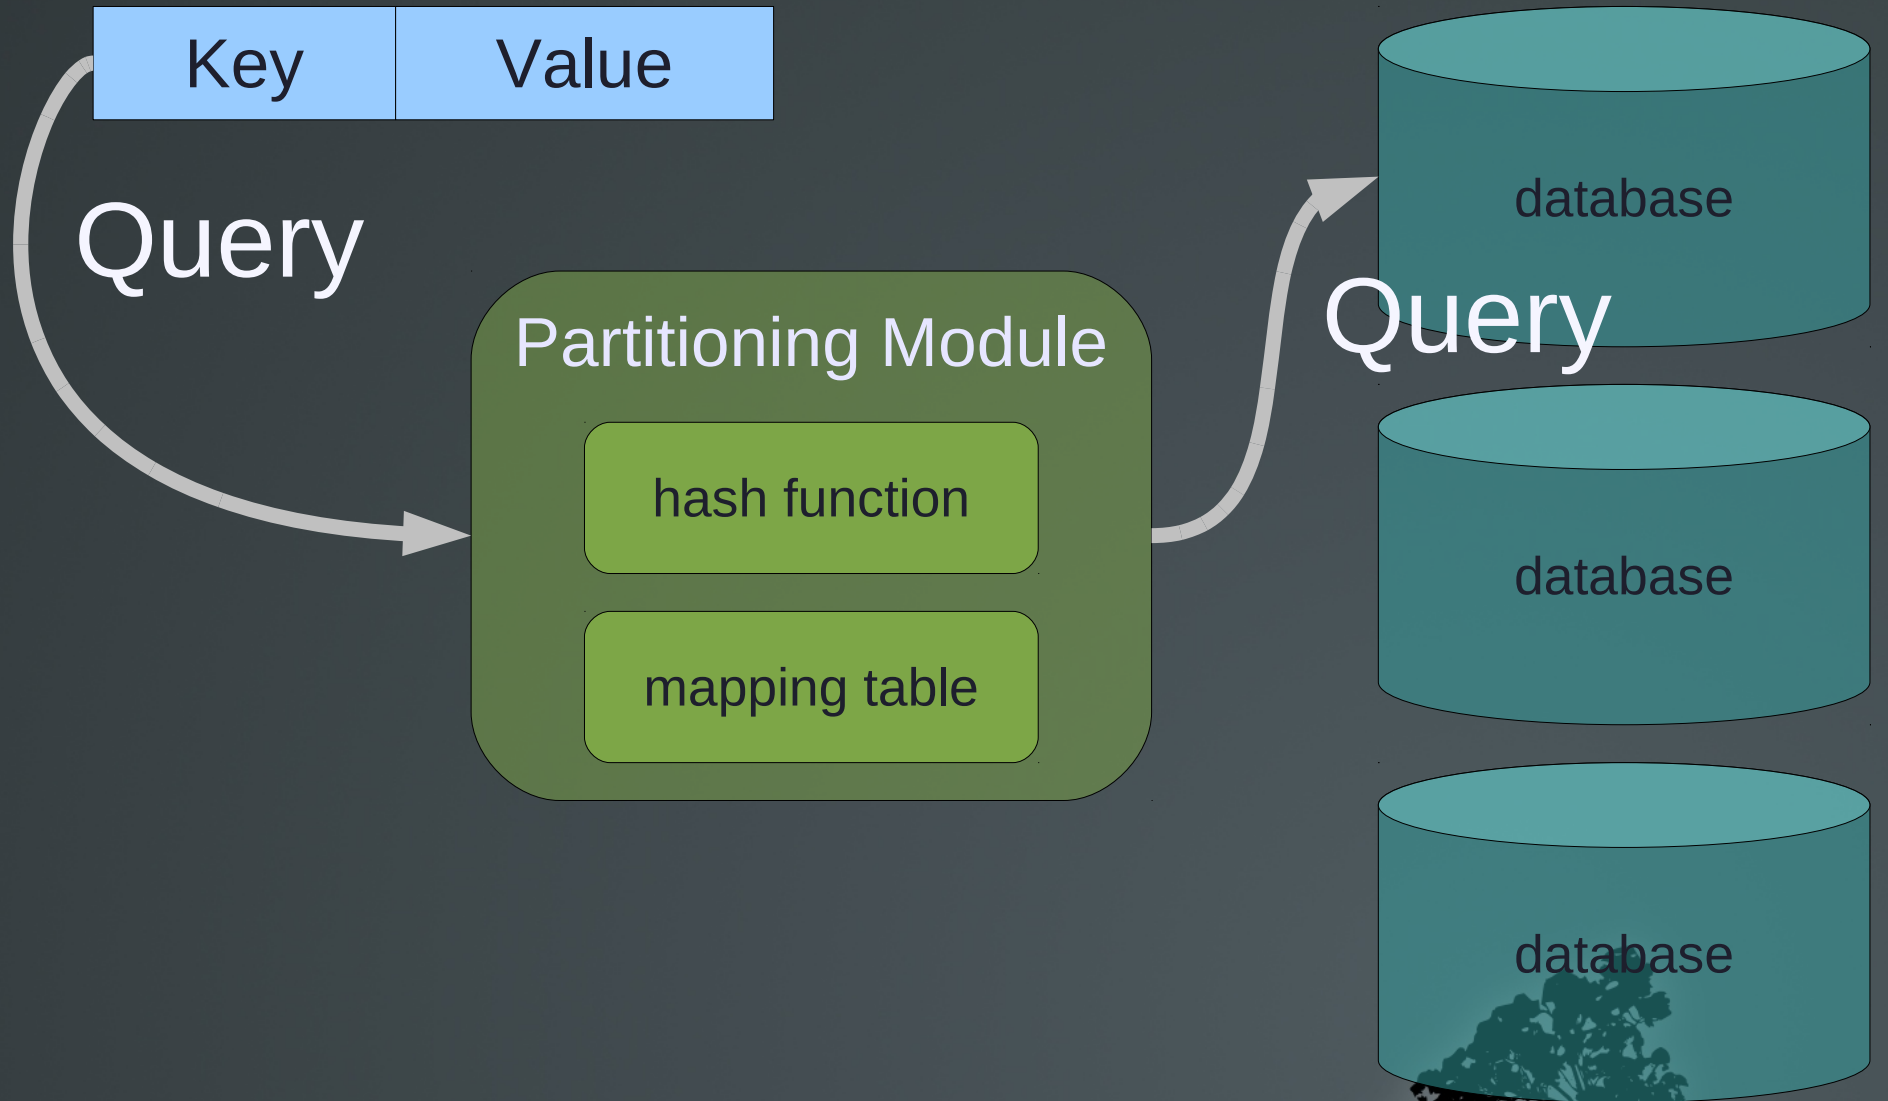 Key
Value
Query
Partitioning Module
hash function
mapping table
Query
database
database
database